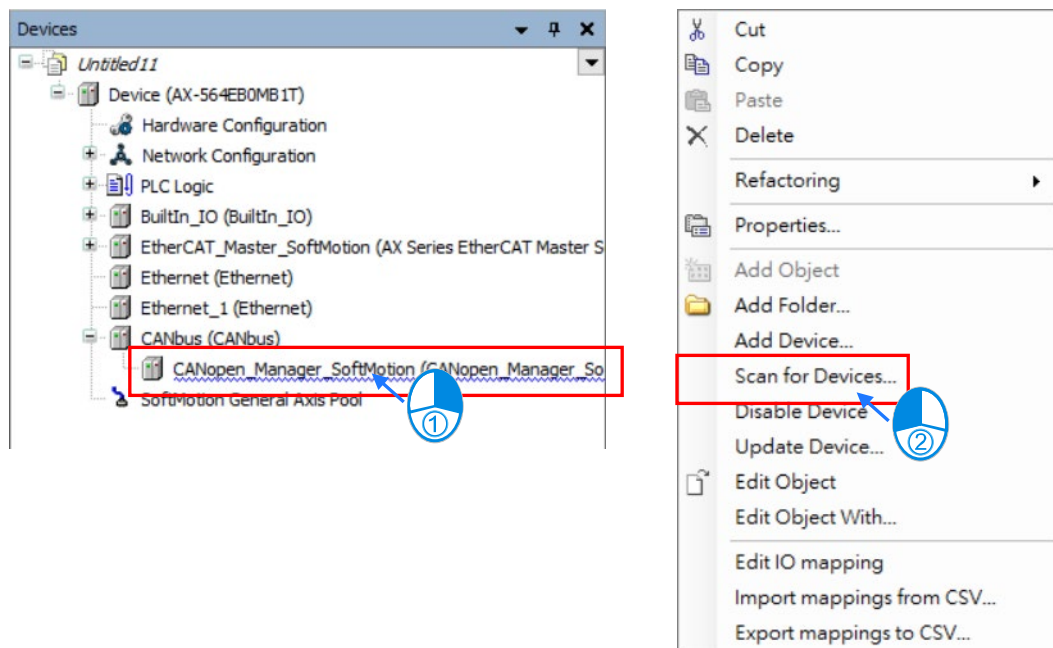 Devices
Untitled11
Device (AX-564EB0MB1T)
Hardware Configuration
Network Configuration
PLC Logic
BuiltIn_IO (BuiltIn_IO)
EtherCAT_Master_SoftMotion (AX Series EtherCAT Master S
Ethernet (Ethernet)
Ethernet_1 (Ethernet)
CANbus (CANbus)
CANopen_Manager_SoftMotion (CANopen_Manager_So
SoftMotion General Axis Pool
①
Cut
Copy
Paste
Delete
Refactoring
Properties...
Add Object
Add Folder...
Add Device...
Scan for Devices...
Disable Device
②
Update Device...
Edit Object
Edit Object With...
Edit IO mapping
Import mappings from CSV...
Export mappings to CSV...